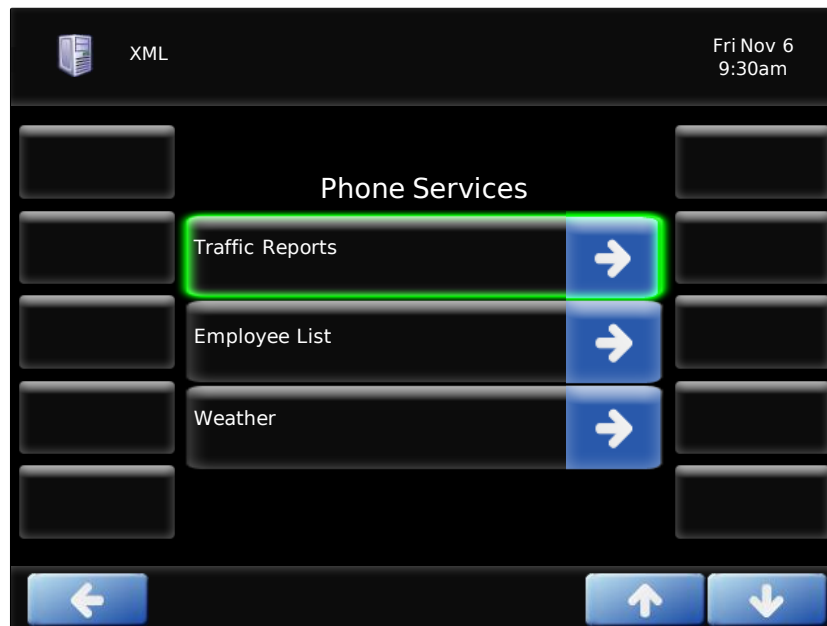 XML
Fri Nov 6
9:30am
Phone Services
Traffic Reports
Employee List
Weather